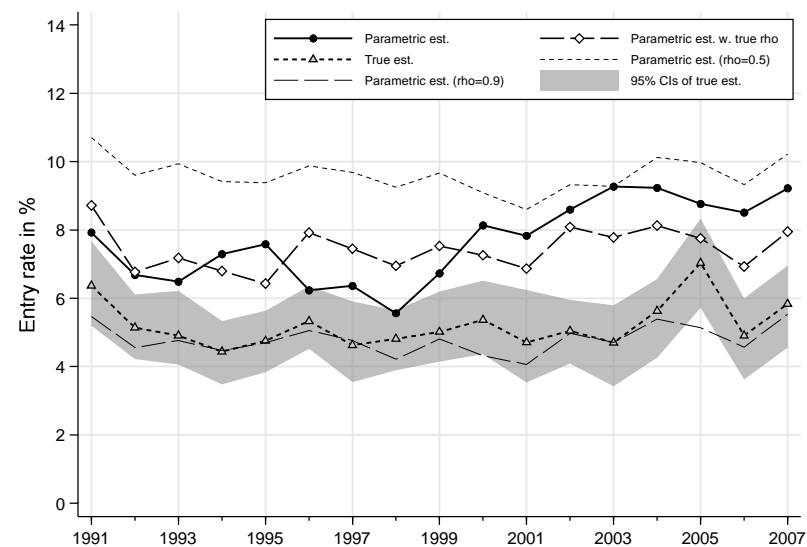 14
12
10
8
6
4
2
0
Entry rate in %
Parametric est.
Parametric est. w. true rho
True est.
Parametric est. (rho=0.5)
Parametric est. (rho=0.9)
95% CIs of true est.
1991 1993 1995 1997 1999 2001 2003 2005 2007